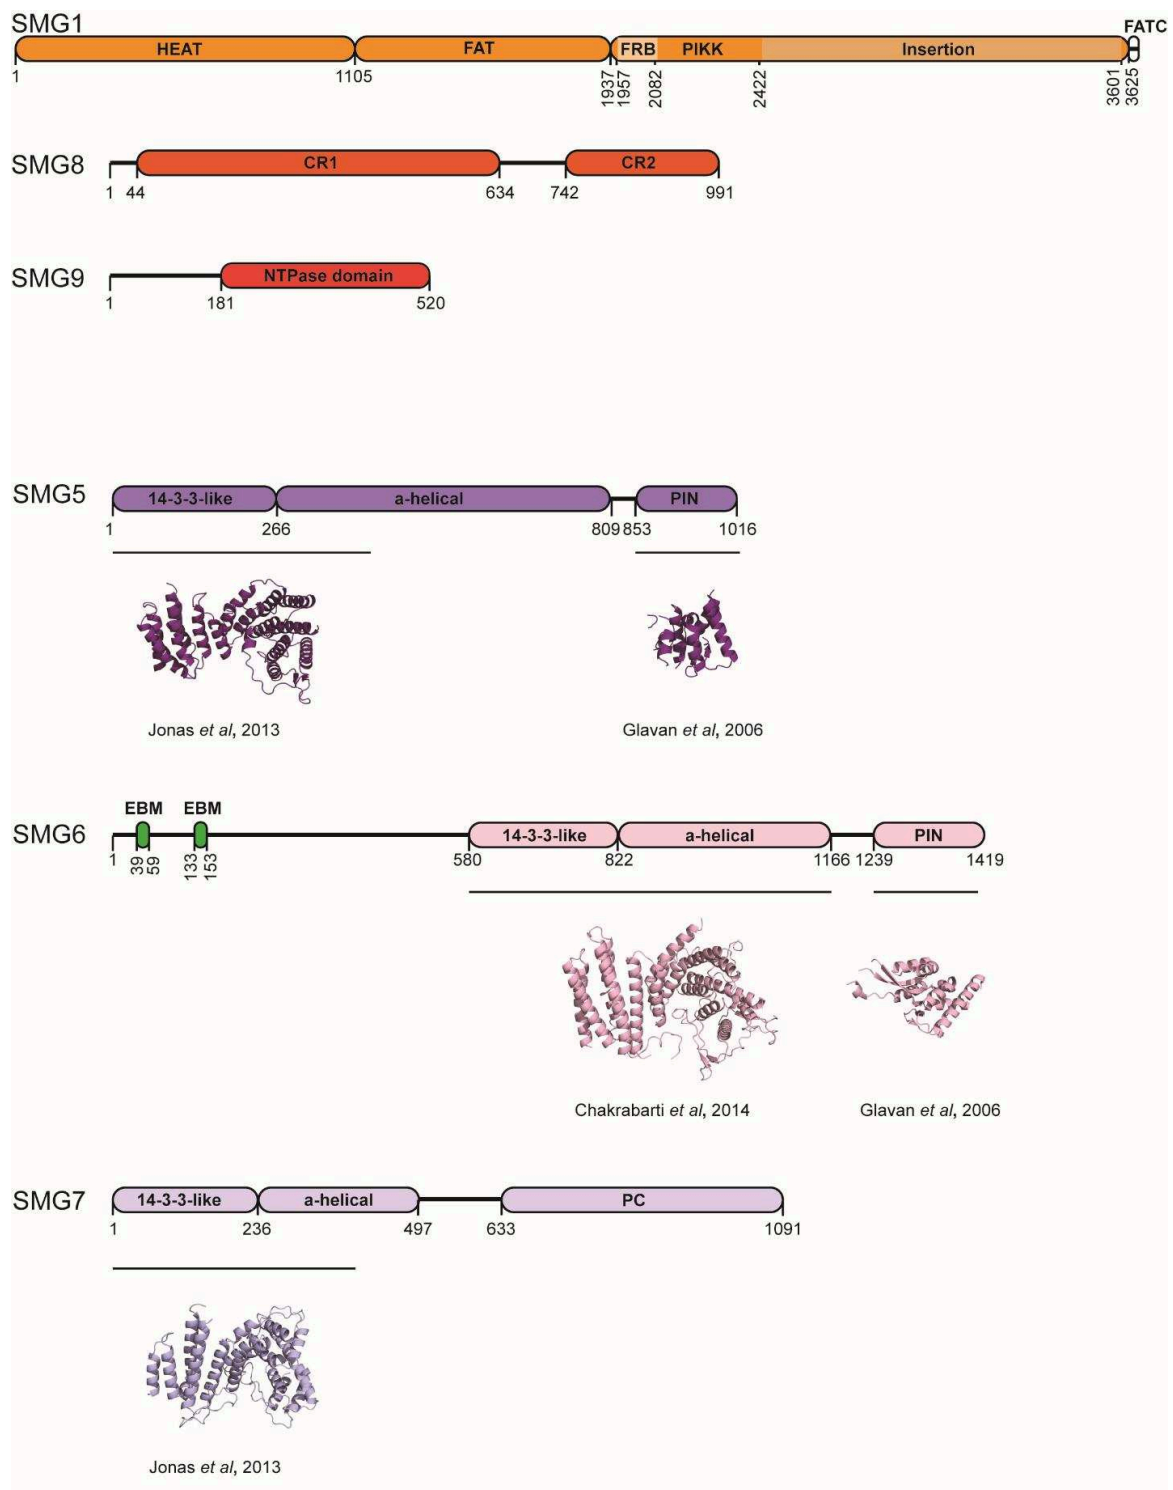 SMG1
FATC
HEAT FAT FRB PIKK Insertion
1 1105 1937 1957 2082 2422 3601 3625
SMG8
CR1 CR2
1 44 634 742 991
SMG9
NTPase domain
1 181 520
SMG5
14-3-3-like a-helical PIN
1 266 809 853 1016
Jonas et al, 2013 Glavan et al, 2006
EBM EBM
SMG6
14-3-3-like a-helical PIN
1 39 59 133 153 580 822 1166 1239 1419
Chakrabarti et al, 2014 Glavan et al, 2006
SMG7
14-3-3-like a-helical PC
1 236 497 633 1091
Jonas et al, 2013